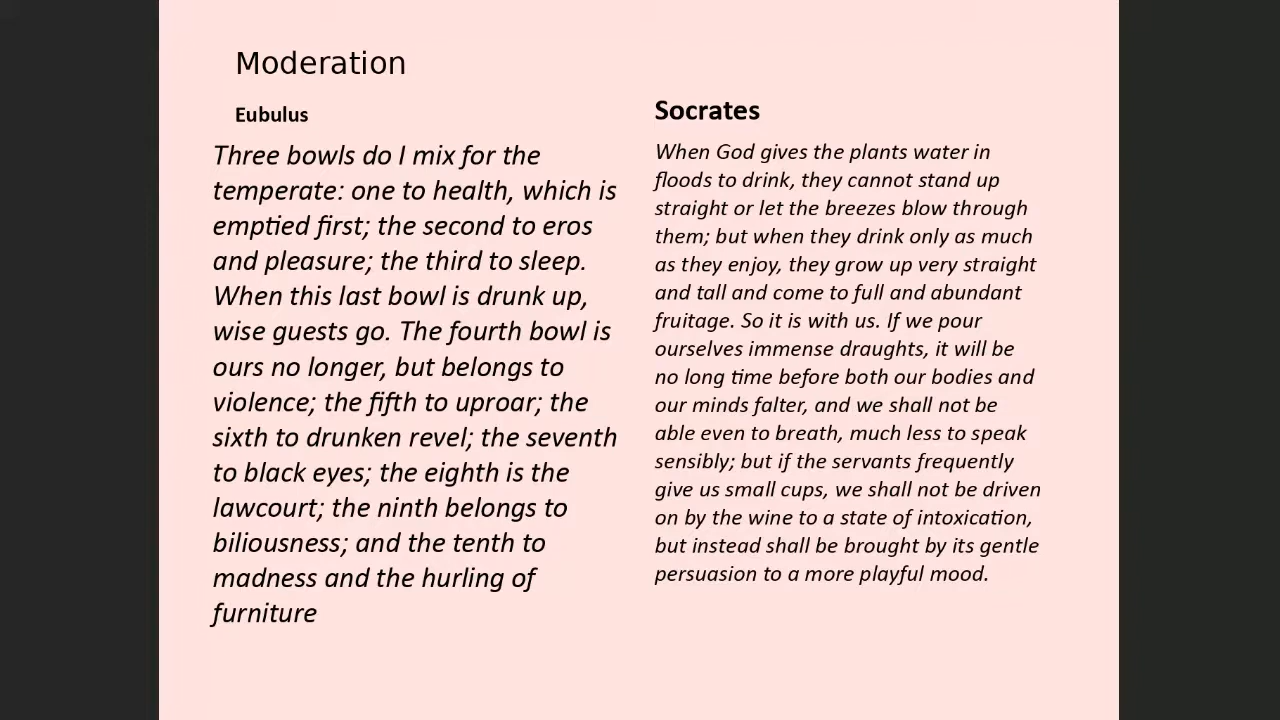 Moderation
Eubulus
Three bowls do I mix for the
temperate: one to health, which is
emptied first; the second to eros
and pleasure; the third to sleep.
When this last bowl is drunk up,
wise guests go. The fourth bowl is
ours no longer, but belongs to
violence; the fifth to uproar; the
sixth to drunken revel; the seventh
to black eyes; the eighth is the
lawcourt; the ninth belongs to
biliousness; and the tenth to
madness and the hurling of
furniture
Socrates
When God gives the plants water in
floods to drink, they cannot stand up
straight or let the breezes blow through
them; but when they drink only as much
as they enjoy, they grow up very straight
and tall and come to full and abundant
fruitage. So it is with us. If we pour
ourselves immense draughts, it will be
no long time before both our bodies and
our minds falter, and we shall not be
able even to breath, much less to speak
sensibly; but if the servants frequently
give us small cups, we shall not be driven
on by the wine to a state of intoxication,
but instead shall be brought by its gentle
persuasion to a more playful mood.